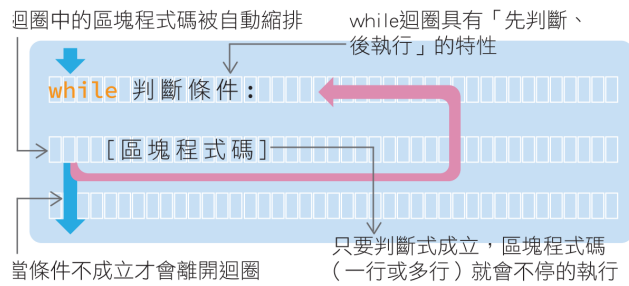 迴圈中的區塊程式碼被自動縮排
while迴圈具有「先判斷、
後執行」的特性
while 判斷條件:
[區塊程式碼]
只要判斷式成立，區塊程式碼
（一行或多行）就會不停的執行
當條件不成立才會離開迴圈